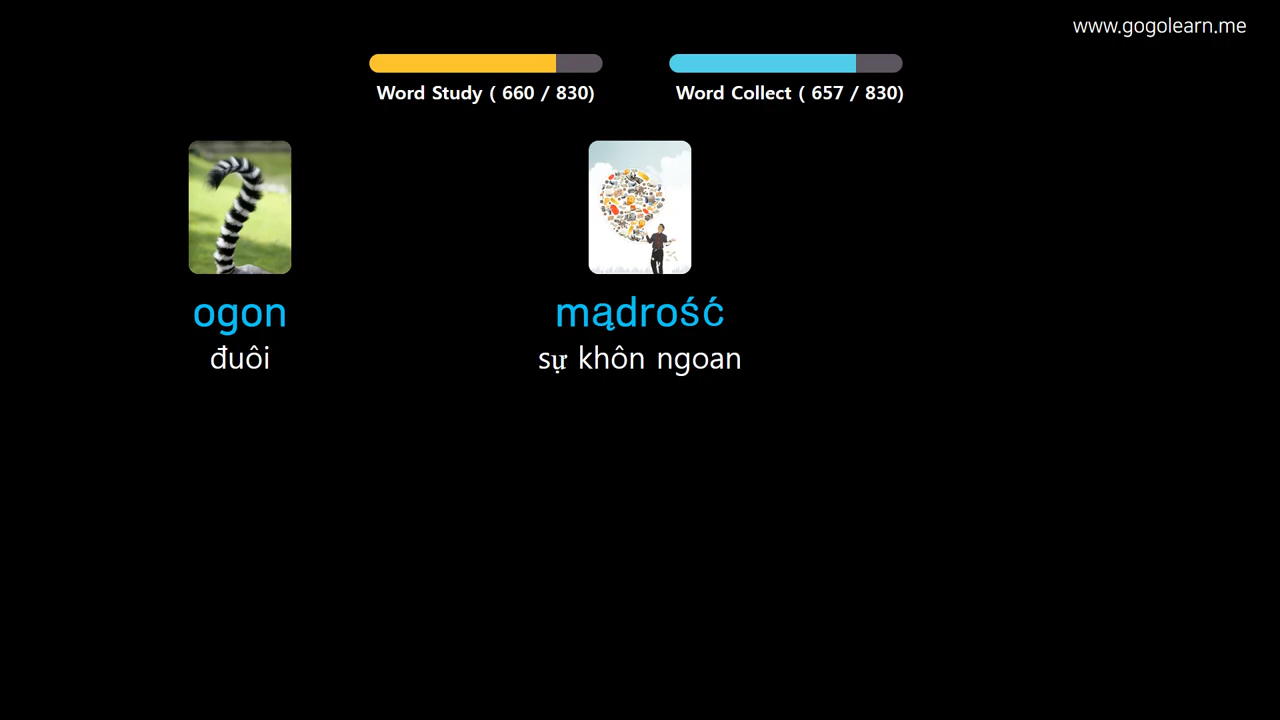 www.gogolearn.me
Word Study ( 660 / 830)
Word Collect ( 657 / 830)
ogon
mądrość
đuôi
sự khôn ngoan